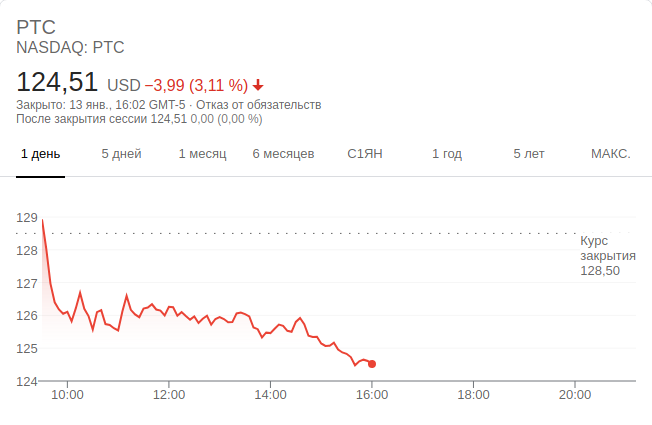 PTC
NASDAQ: PTC
124,51 USD −3,99 (3,11 %)
Закрыто: 13 янв., 16:02 GMT-5 · Отказ от обязательств
После закрытия сессии 124,51 0,00 (0,00 %)
1 день 5 дней 1 месяц 6 месяцев С1ЯН 1 год 5 лет МАКС.
129
128
127
126
125
124
Курс
закрытия
128,50
10:00 12:00 14:00 16:00 18:00 20:00